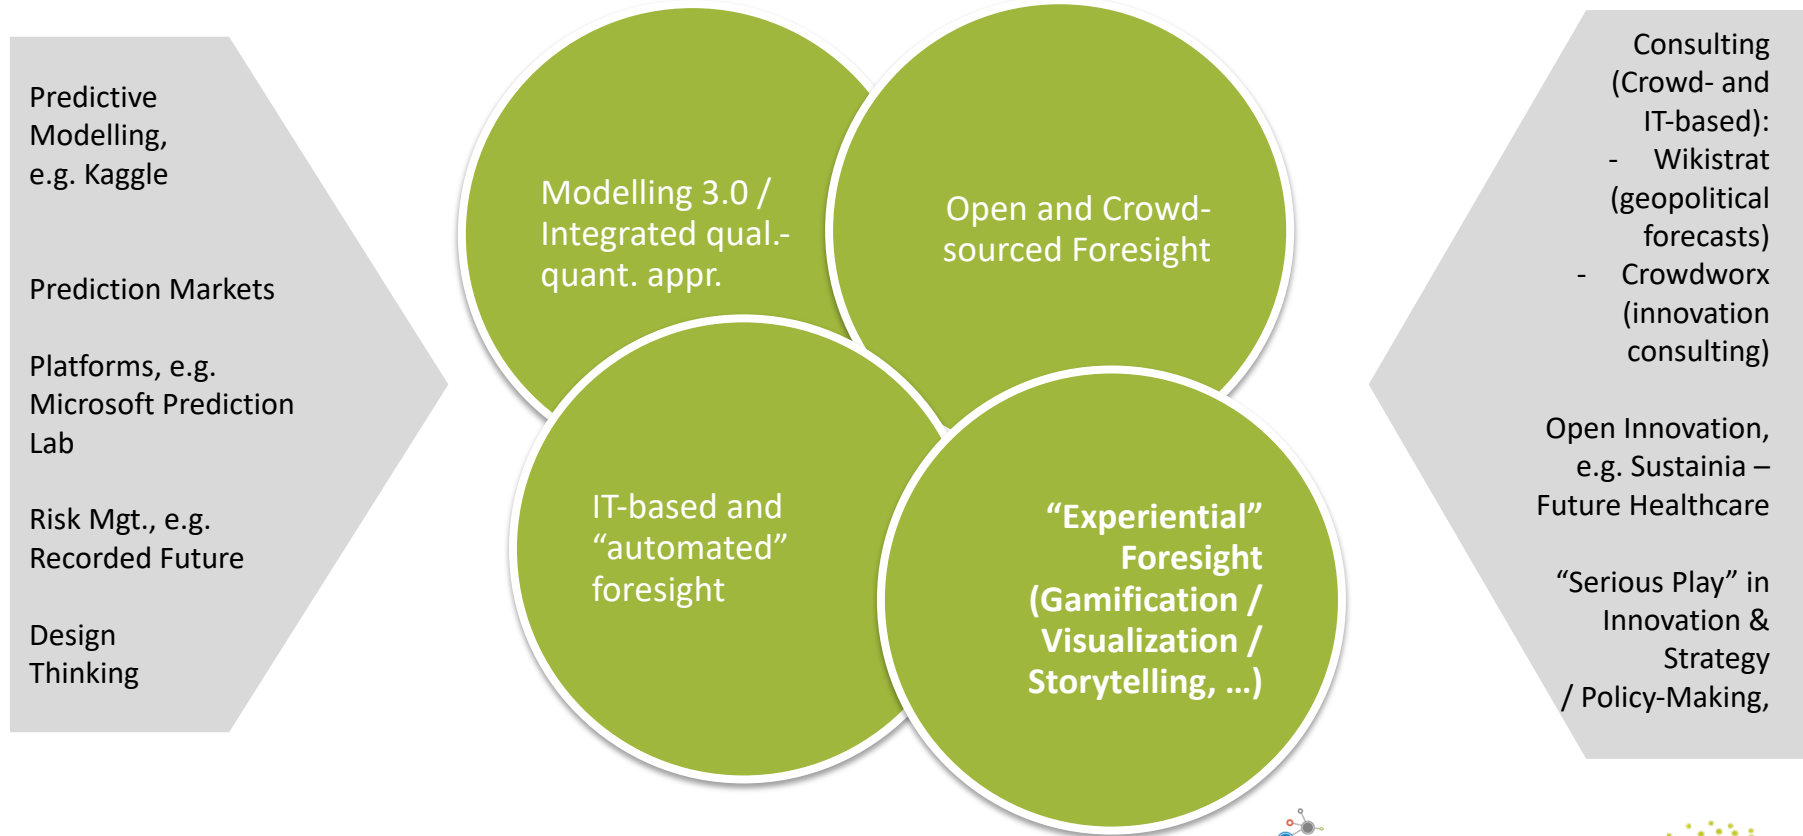 Predictive
Modelling,
e.g. Kaggle
Prediction Markets
Platforms, e.g.
Microsoft Prediction
Lab
Risk Mgt., e.g.
Recorded Future
Design
Thinking
Modelling 3.0 /
Integrated qual.-
quant. appr.
Open and Crowd-
sourced Foresight
IT-based and
“automated”
foresight
“Experiential”
Foresight
(Gamification /
Visualization /
Storytelling, …)
Consulting
(Crowd- and
IT-based):
- Wikistrat
(geopolitical
forecasts)
- Crowdworx
(innovation
consulting)
Open Innovation,
e.g. Sustainia –
Future Healthcare
“Serious Play” in
Innovation &
Strategy
/ Policy-Making,